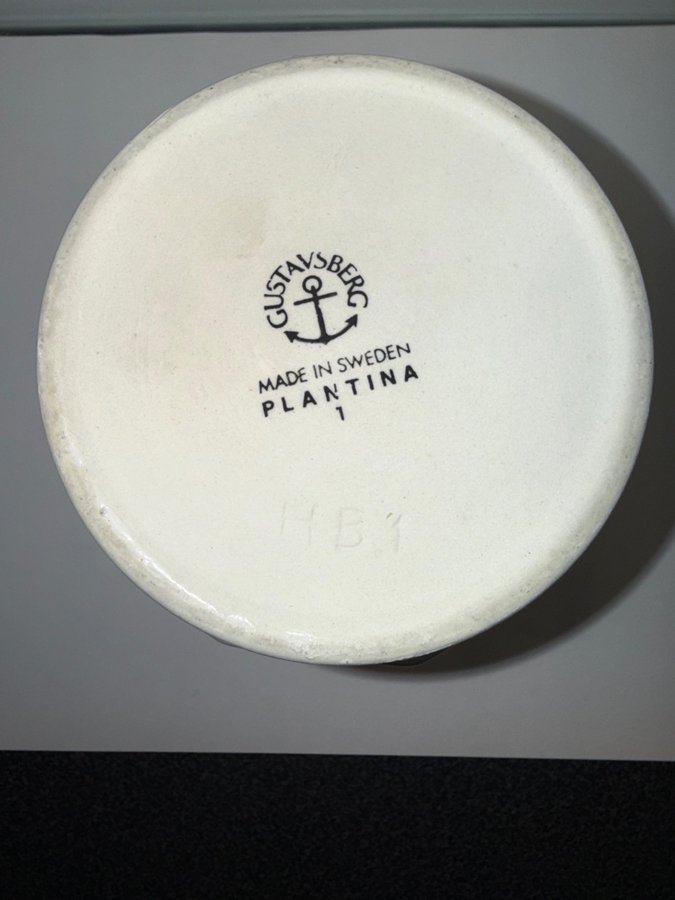 GUSTAVSBERG
MADE IN SWEDEN
PLANTINA
1
HB1